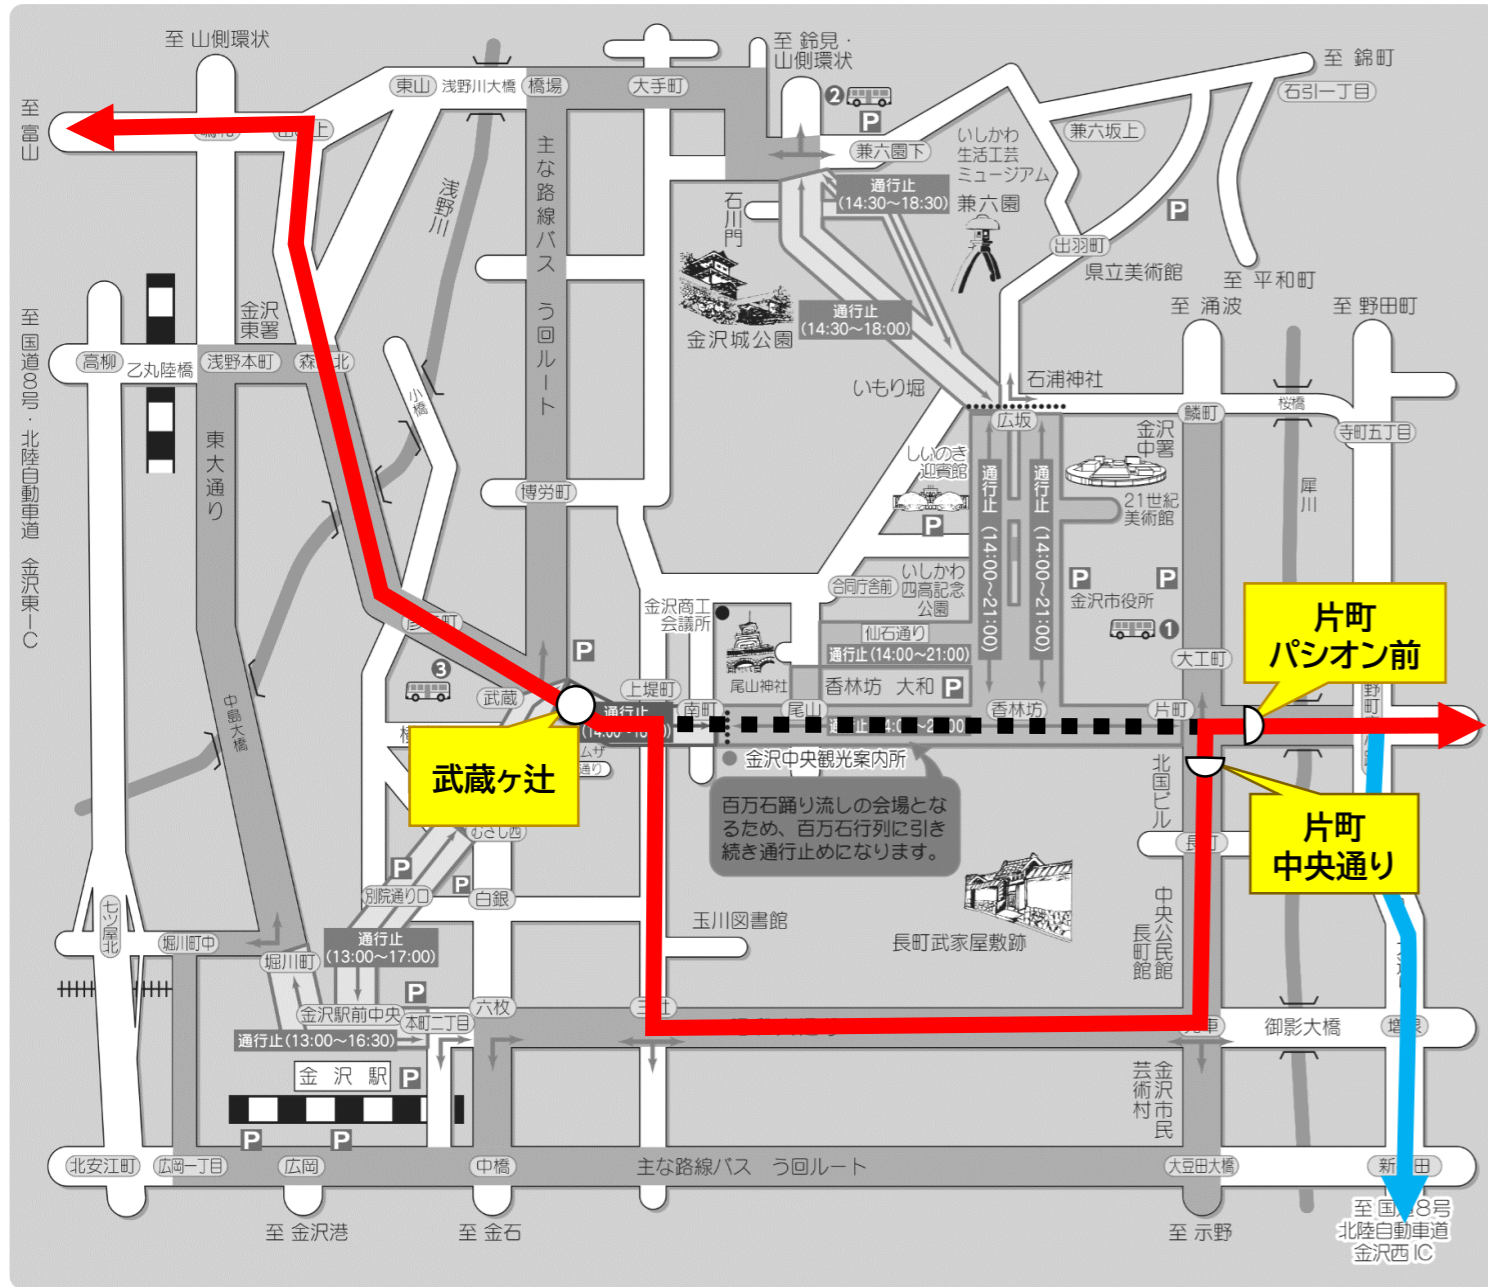 至 山側環状
至 鈴見・
山側環状
至 錦町
石引一丁目
至
富
山
東山
浅野川大橋
橋場
大手町
❷
P
兼六園下
兼六坂上
いしかわ
生活工芸
ミュージアム
通行止
(14:30〜18:30)
兼六園
石川門
P
出羽町
県立美術館
至 平和町
浅野川
主な路線バス　う回ルート
金沢城公園
通行止
(14:30〜18:00)
至 涌波
至 野田町
金沢
東署
高柳
乙丸陸橋
浅野本町
至 国道8号・北陸自動車道　金沢東IC
小橋
いもり堀
石浦神社
広坂
鱗町
桜橋
寺町五丁目
金沢
中署
東大通り
しいのき
迎賓館
P
通行止 (14:00〜21:00)
通行止 (14:00〜21:00)
21世紀
美術館
犀川
博労町
合同庁舎前
いしかわ
四高記念
公園
P
P
金沢市役所
❶
金沢商工
会議所
仙石通り
通行止(14:00〜21:00)
尾山神社
香林坊 大和 P
大工町
片町
パシオン前
❸
P
武蔵
上堤町
南町
尾山
香林坊
片町
通行止
金沢中央観光案内所
武蔵ヶ辻
中島大橋
百万石踊り流しの会場とな
るため、百万石行列に引き
続き通行止めになります。
北国ビル
片町
中央通り
P
P
別院通り口
白銀
玉川図書館
長町武家屋敷跡
中央公民館
長町館
七ツ屋北
堀川町中
堀川町
通行止
(13:00〜17:00)
P
金沢駅前中央
本町二丁目
六枚
御影大橋
通行止(13:00〜16:30)
金 沢 駅
P
金沢市民
芸術村
P
P
北安江町
広岡一丁目
広岡
中橋
主な路線バス　う回ルート
大豆田大橋
至 金沢港
至 金石
至 示野
北陸自動車道
金沢西IC